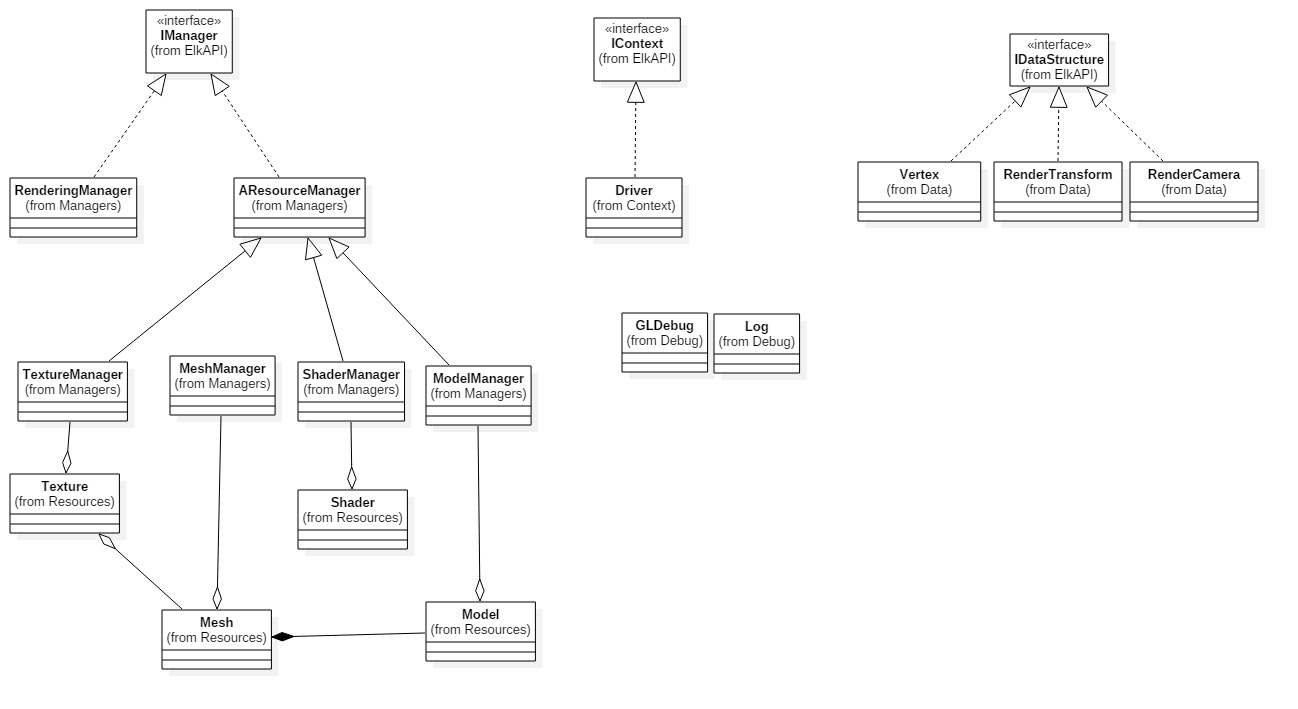 «interface»
IManager
(from ElkAPI)
«interface»
IContext
(from ElkAPI)
«interface»
IDataStructure
(from ElkAPI)
RenderingManager
(from Managers)
AResourceManager
(from Managers)
Driver
(from Context)
Vertex
(from Data)
RenderTransform
(from Data)
RenderCamera
(from Data)
GLDebug
(from Debug)
Log
(from Debug)
TextureManager
(from Managers)
MeshManager
(from Managers)
ShaderManager
(from Managers)
ModelManager
(from Managers)
Texture
(from Resources)
Shader
(from Resources)
Mesh
(from Resources)
Model
(from Resources)